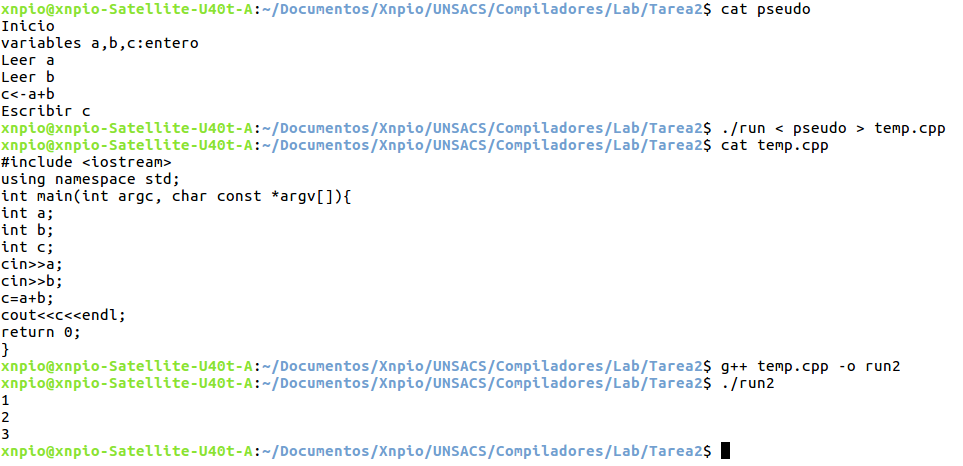 xnpio@xnpio-Satellite-U40t-A:~/Documentos/Xnpio/UNSACS/Compiladores/Lab/Tarea2$ cat pseudo
Inicio
variables a,b,c:entero
Leer a
Leer b
c<-a+b
Escribir c
xnpio@xnpio-Satellite-U40t-A:~/Documentos/Xnpio/UNSACS/Compiladores/Lab/Tarea2$ ./run < pseudo > temp.cpp
xnpio@xnpio-Satellite-U40t-A:~/Documentos/Xnpio/UNSACS/Compiladores/Lab/Tarea2$ cat temp.cpp
#include <iostream>
using namespace std;
int main(int argc, char const *argv[]){
int a;
int b;
int c;
cin>>a;
cin>>b;
c=a+b;
cout<<c<<endl;
return 0;
}
xnpio@xnpio-Satellite-U40t-A:~/Documentos/Xnpio/UNSACS/Compiladores/Lab/Tarea2$ g++ temp.cpp -o run2
xnpio@xnpio-Satellite-U40t-A:~/Documentos/Xnpio/UNSACS/Compiladores/Lab/Tarea2$ ./run2
1
2
3
xnpio@xnpio-Satellite-U40t-A:~/Documentos/Xnpio/UNSACS/Compiladores/Lab/Tarea2$